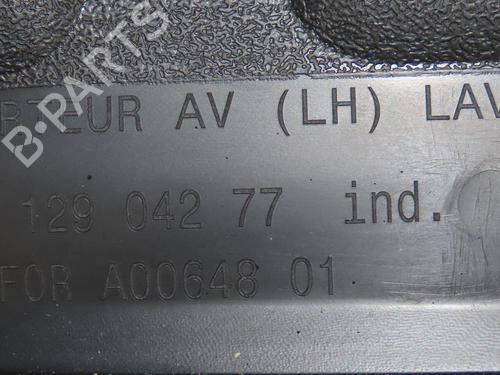 B-PARTS
RTEUR AV (LH) LAV
129 042 77 ind.
FOR A00648 01